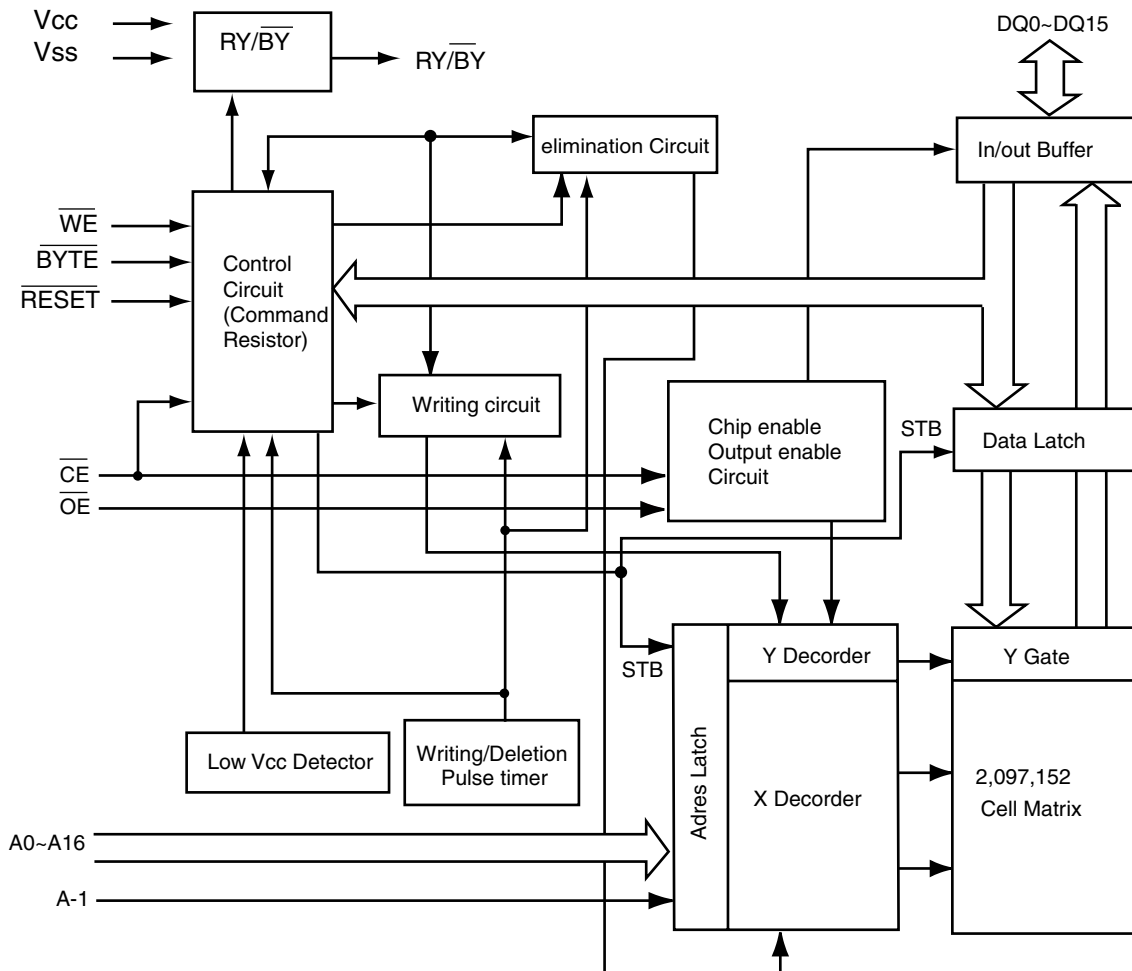 Vcc
Vss
RY/BY
RY/BY
DQ0~DQ15
elimination Circuit
In/out Buffer
WE
BYTE
RESET
Control
Circuit
(Command
Resistor)
Writing circuit
Chip enable
Output enable
Circuit
STB
Data Latch
CE
OE
STB
Adres Latch
Y Decorder
Y Gate
Low Vcc Detector
Writing/Deletion
Pulse timer
X Decorder
2,097,152
Cell Matrix
A0~A16
A-1